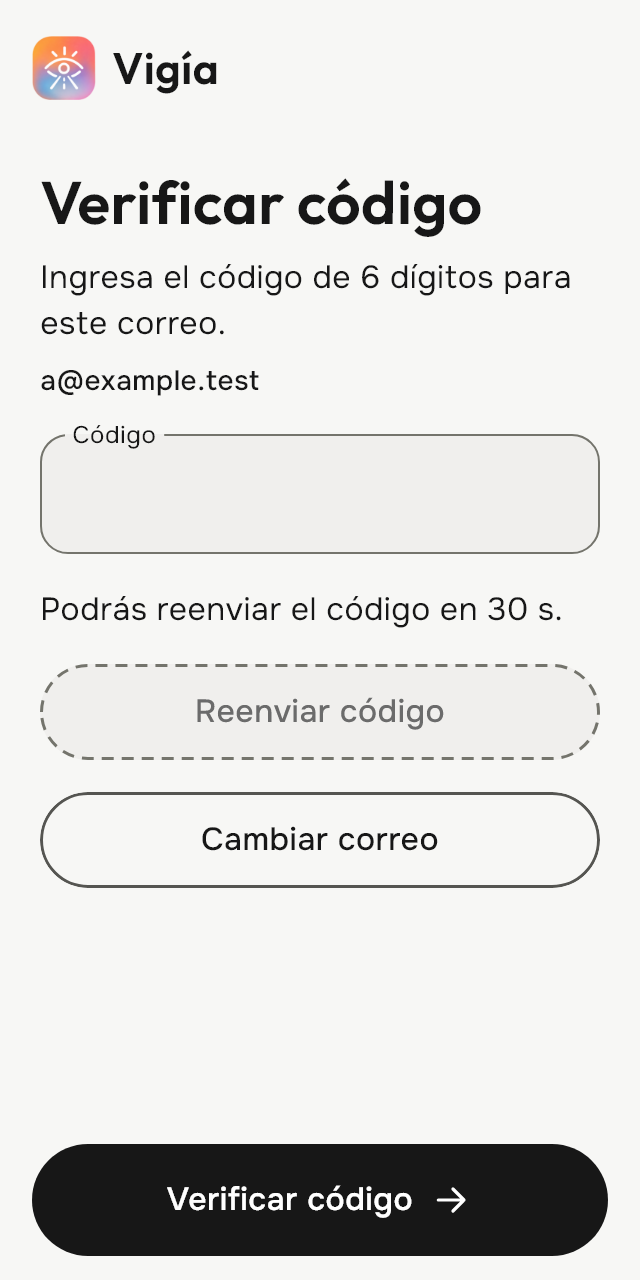 Vigía
Verificar código
Ingresa el código de 6 dígitos para
este correo.
a@example.test
Código
Podrás reenviar el código en 30 s.
Reenviar código
Cambiar correo
Verificar código →